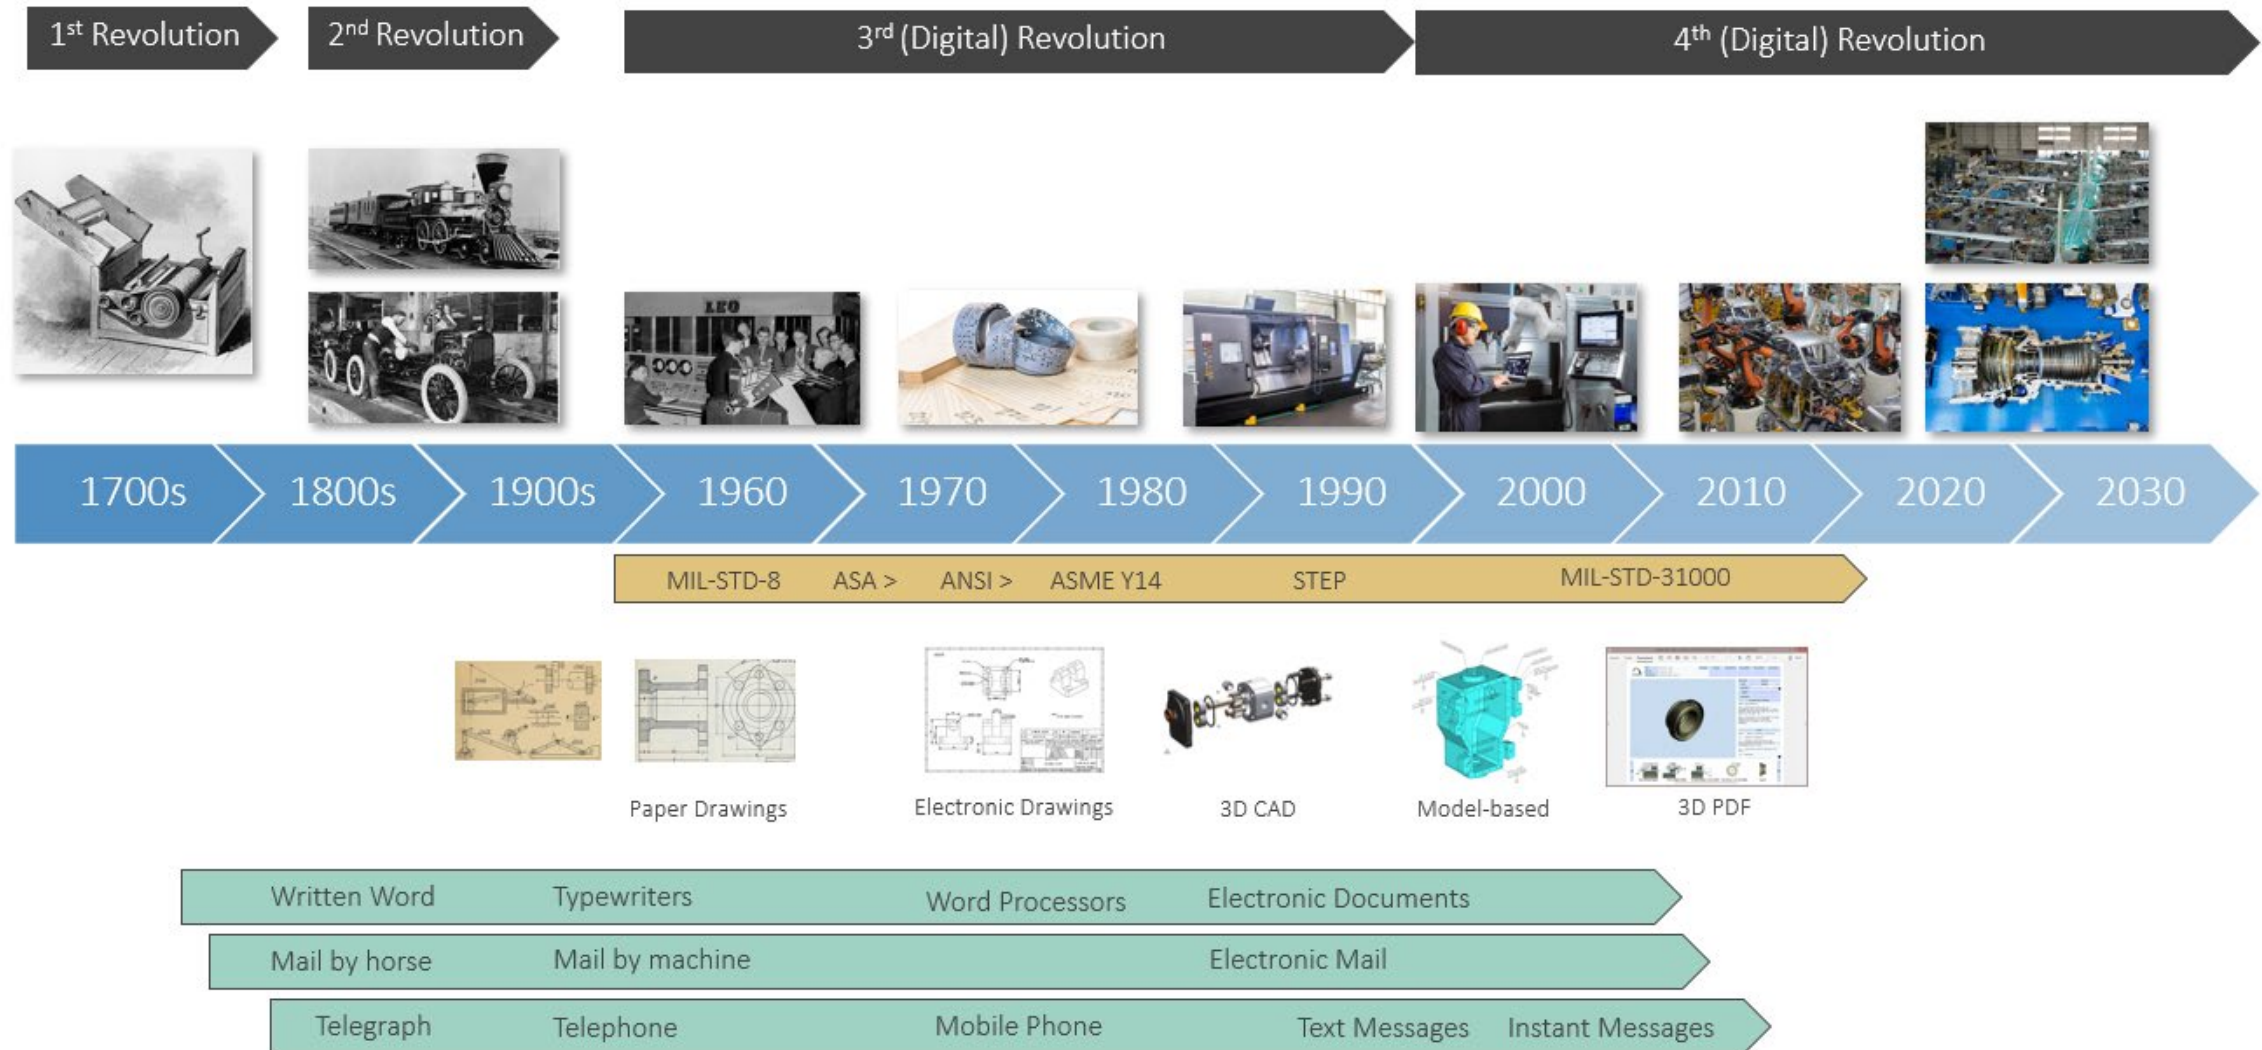 1st Revolution
2nd Revolution
3rd (Digital) Revolution
4th (Digital) Revolution
LEO
1700s
1800s
1900s
1960
1970
1980
1990
2000
2010
2020
2030
MIL-STD-8
ASA >
ANSI >
ASME Y14
STEP
MIL-STD-31000
Paper Drawings
Electronic Drawings
3D CAD
Model-based
3D PDF
Written Word
Typewriters
Word Processors
Electronic Documents
Mail by horse
Mail by machine
Electronic Mail
Telegraph
Telephone
Mobile Phone
Text Messages
Instant Messages